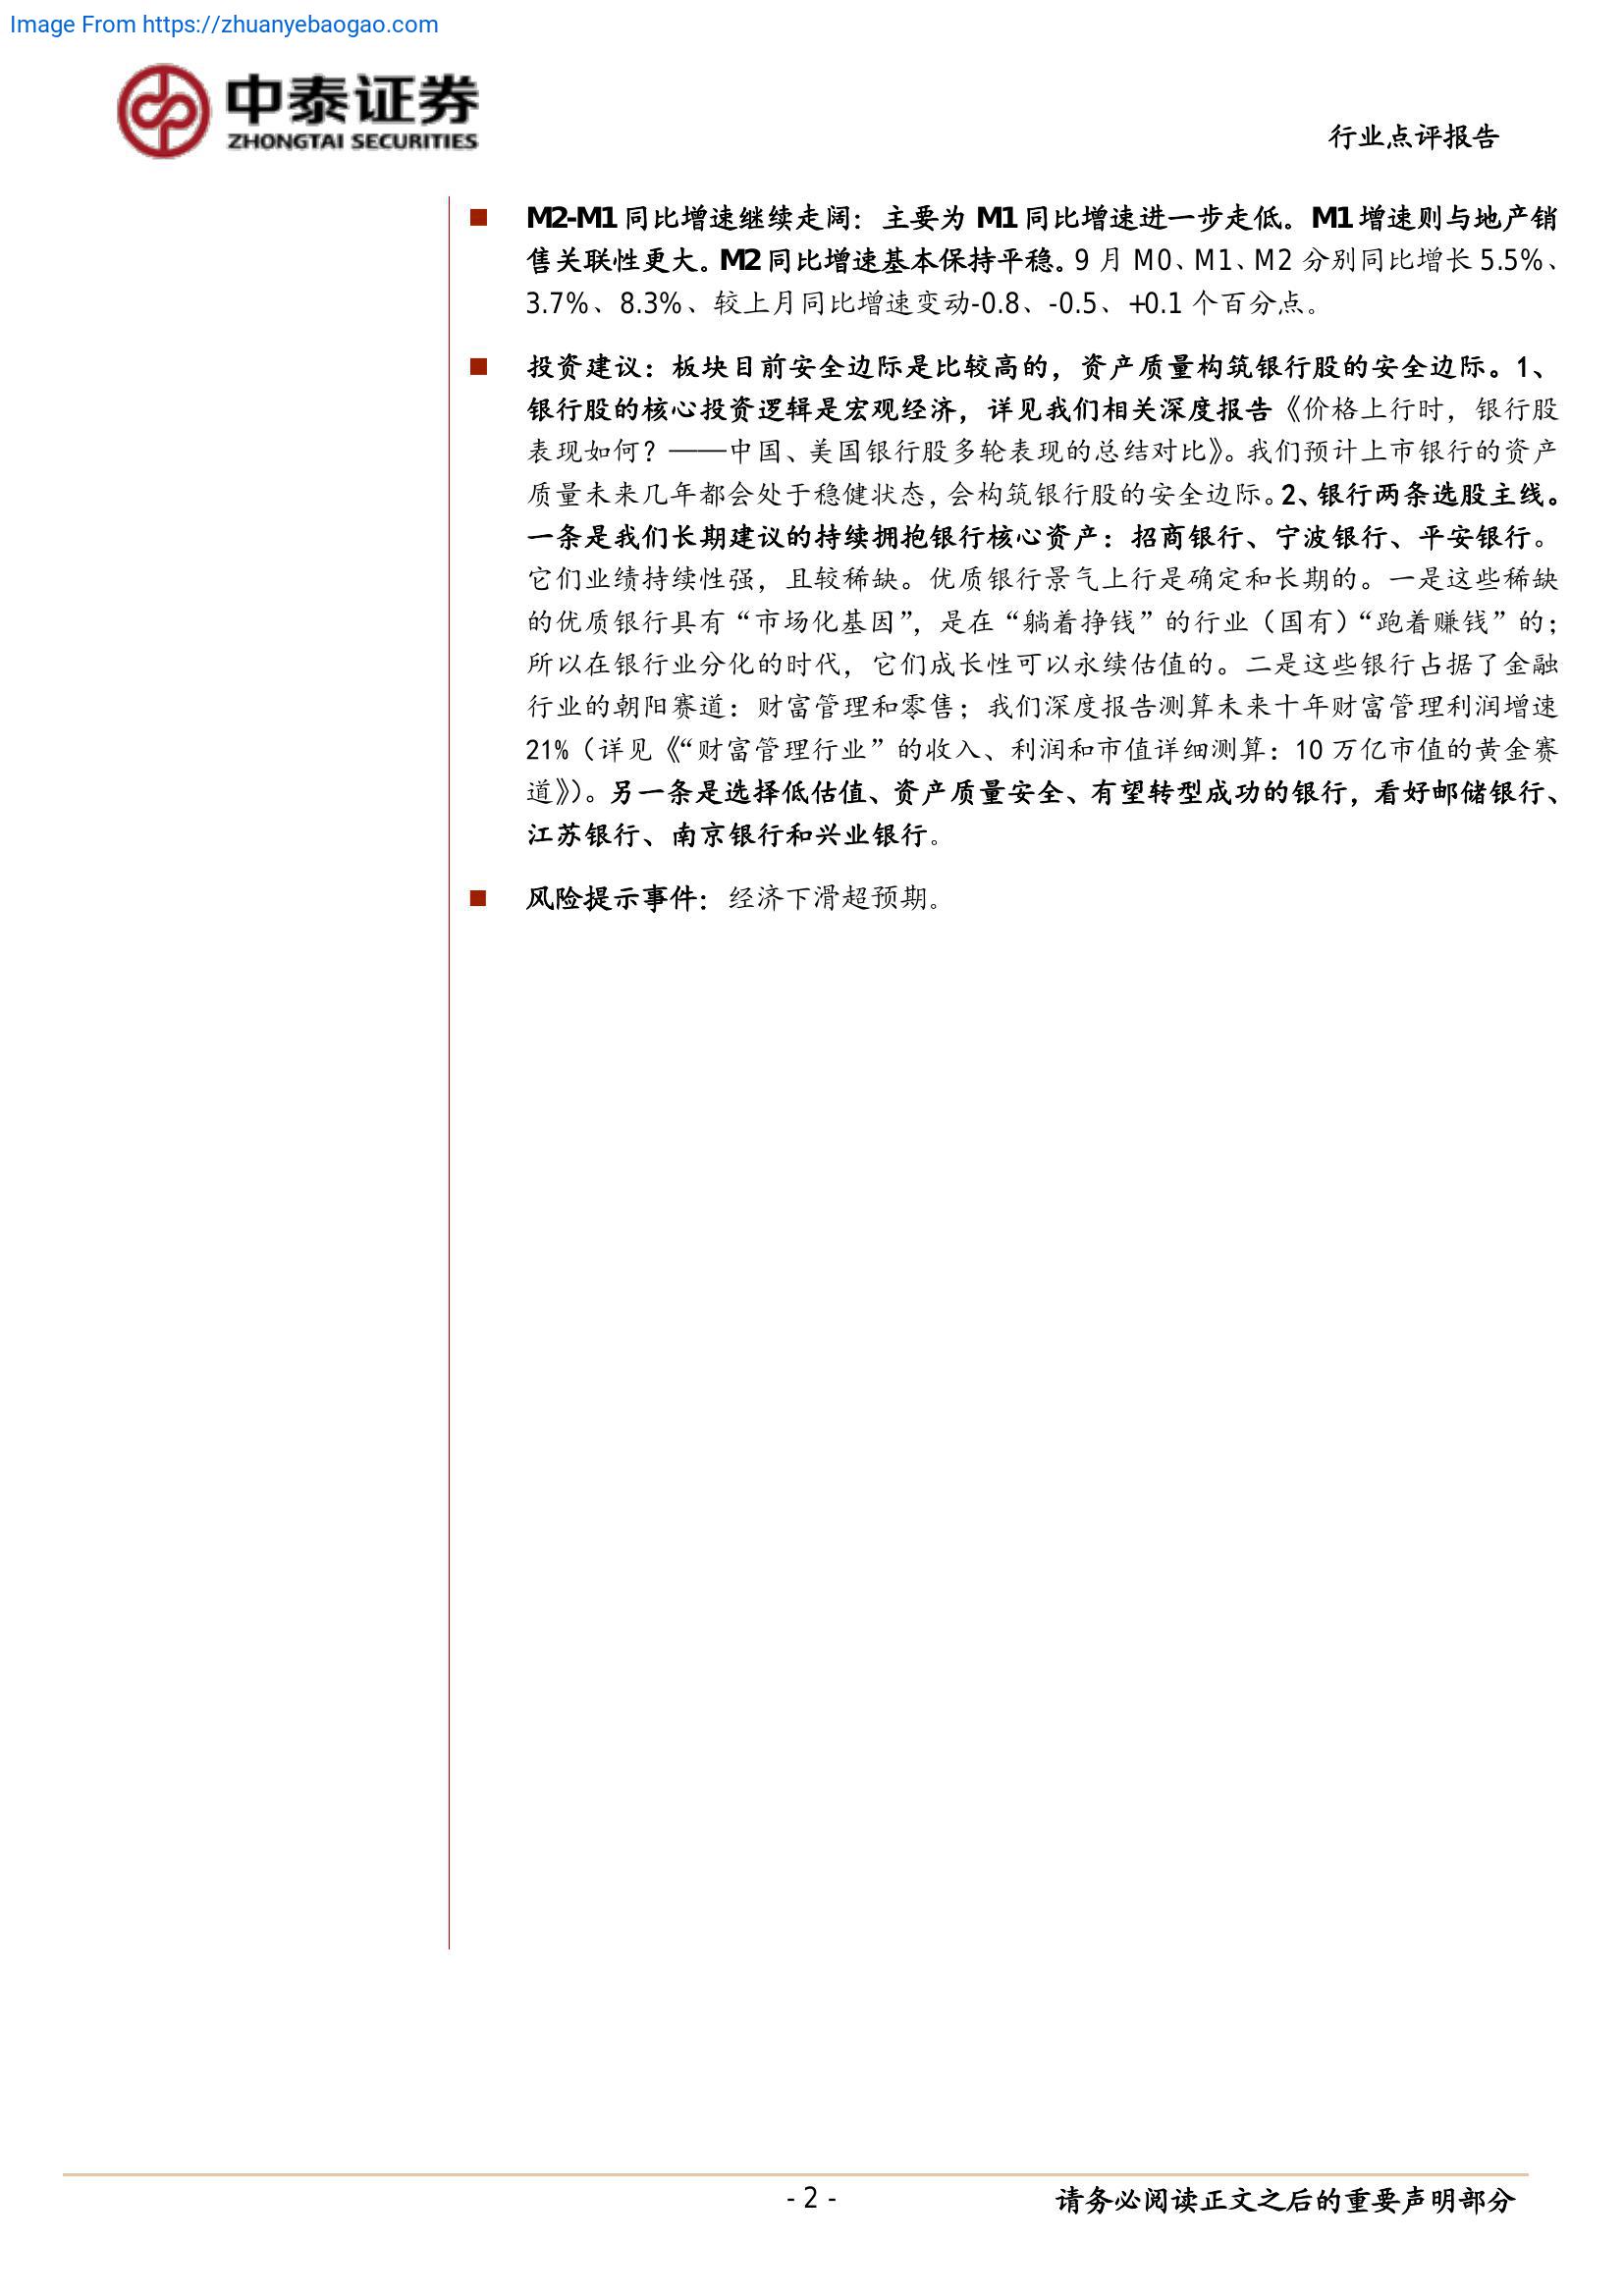 Image From https://zhuanyebaogao.com
中泰证券
ZHONGTAI SECURITIES
行业点评报告
■ M2-M1 同比增速继续走阔：主要为 M1 同比增速进一步走低。M1 增速则与地产销
售关联性更大。M2 同比增速基本保持平稳。9 月 M0、M1、M2 分别同比增长 5.5%、
3.7%、8.3%、较上月同比增速变动-0.8、-0.5、+0.1 个百分点。
■ 投资建议：板块目前安全边际是比较高的，资产质量构筑银行股的安全边际。1、
银行股的核心投资逻辑是宏观经济，详见我们相关深度报告《价格上行时，银行股
表现如何？——中国、美国银行股多轮表现的总结对比》。我们预计上市银行的资产
质量未来几年都会处于稳健状态，会构筑银行股的安全边际。2、银行两条选股主线。
一条是我们长期建议的持续拥抱银行核心资产：招商银行、宁波银行、平安银行。
它们业绩持续性强，且较稀缺。优质银行景气上行是确定和长期的。一是这些稀缺
的优质银行具有“市场化基因”，是在“躺着挣钱”的行业（国有）“跑着赚钱”的；
所以在银行业分化的时代，它们成长性可以永续估值的。二是这些银行占据了金融
行业的朝阳赛道：财富管理和零售；我们深度报告测算未来十年财富管理利润增速
21%（详见《“财富管理行业”的收入、利润和市值详细测算：10 万亿市值的黄金赛
道》）。另一条是选择低估值、资产质量安全、有望转型成功的银行，看好邮储银行、
江苏银行、南京银行和兴业银行。
■ 风险提示事件：经济下滑超预期。
- 2 -
请务必阅读正文之后的重要声明部分